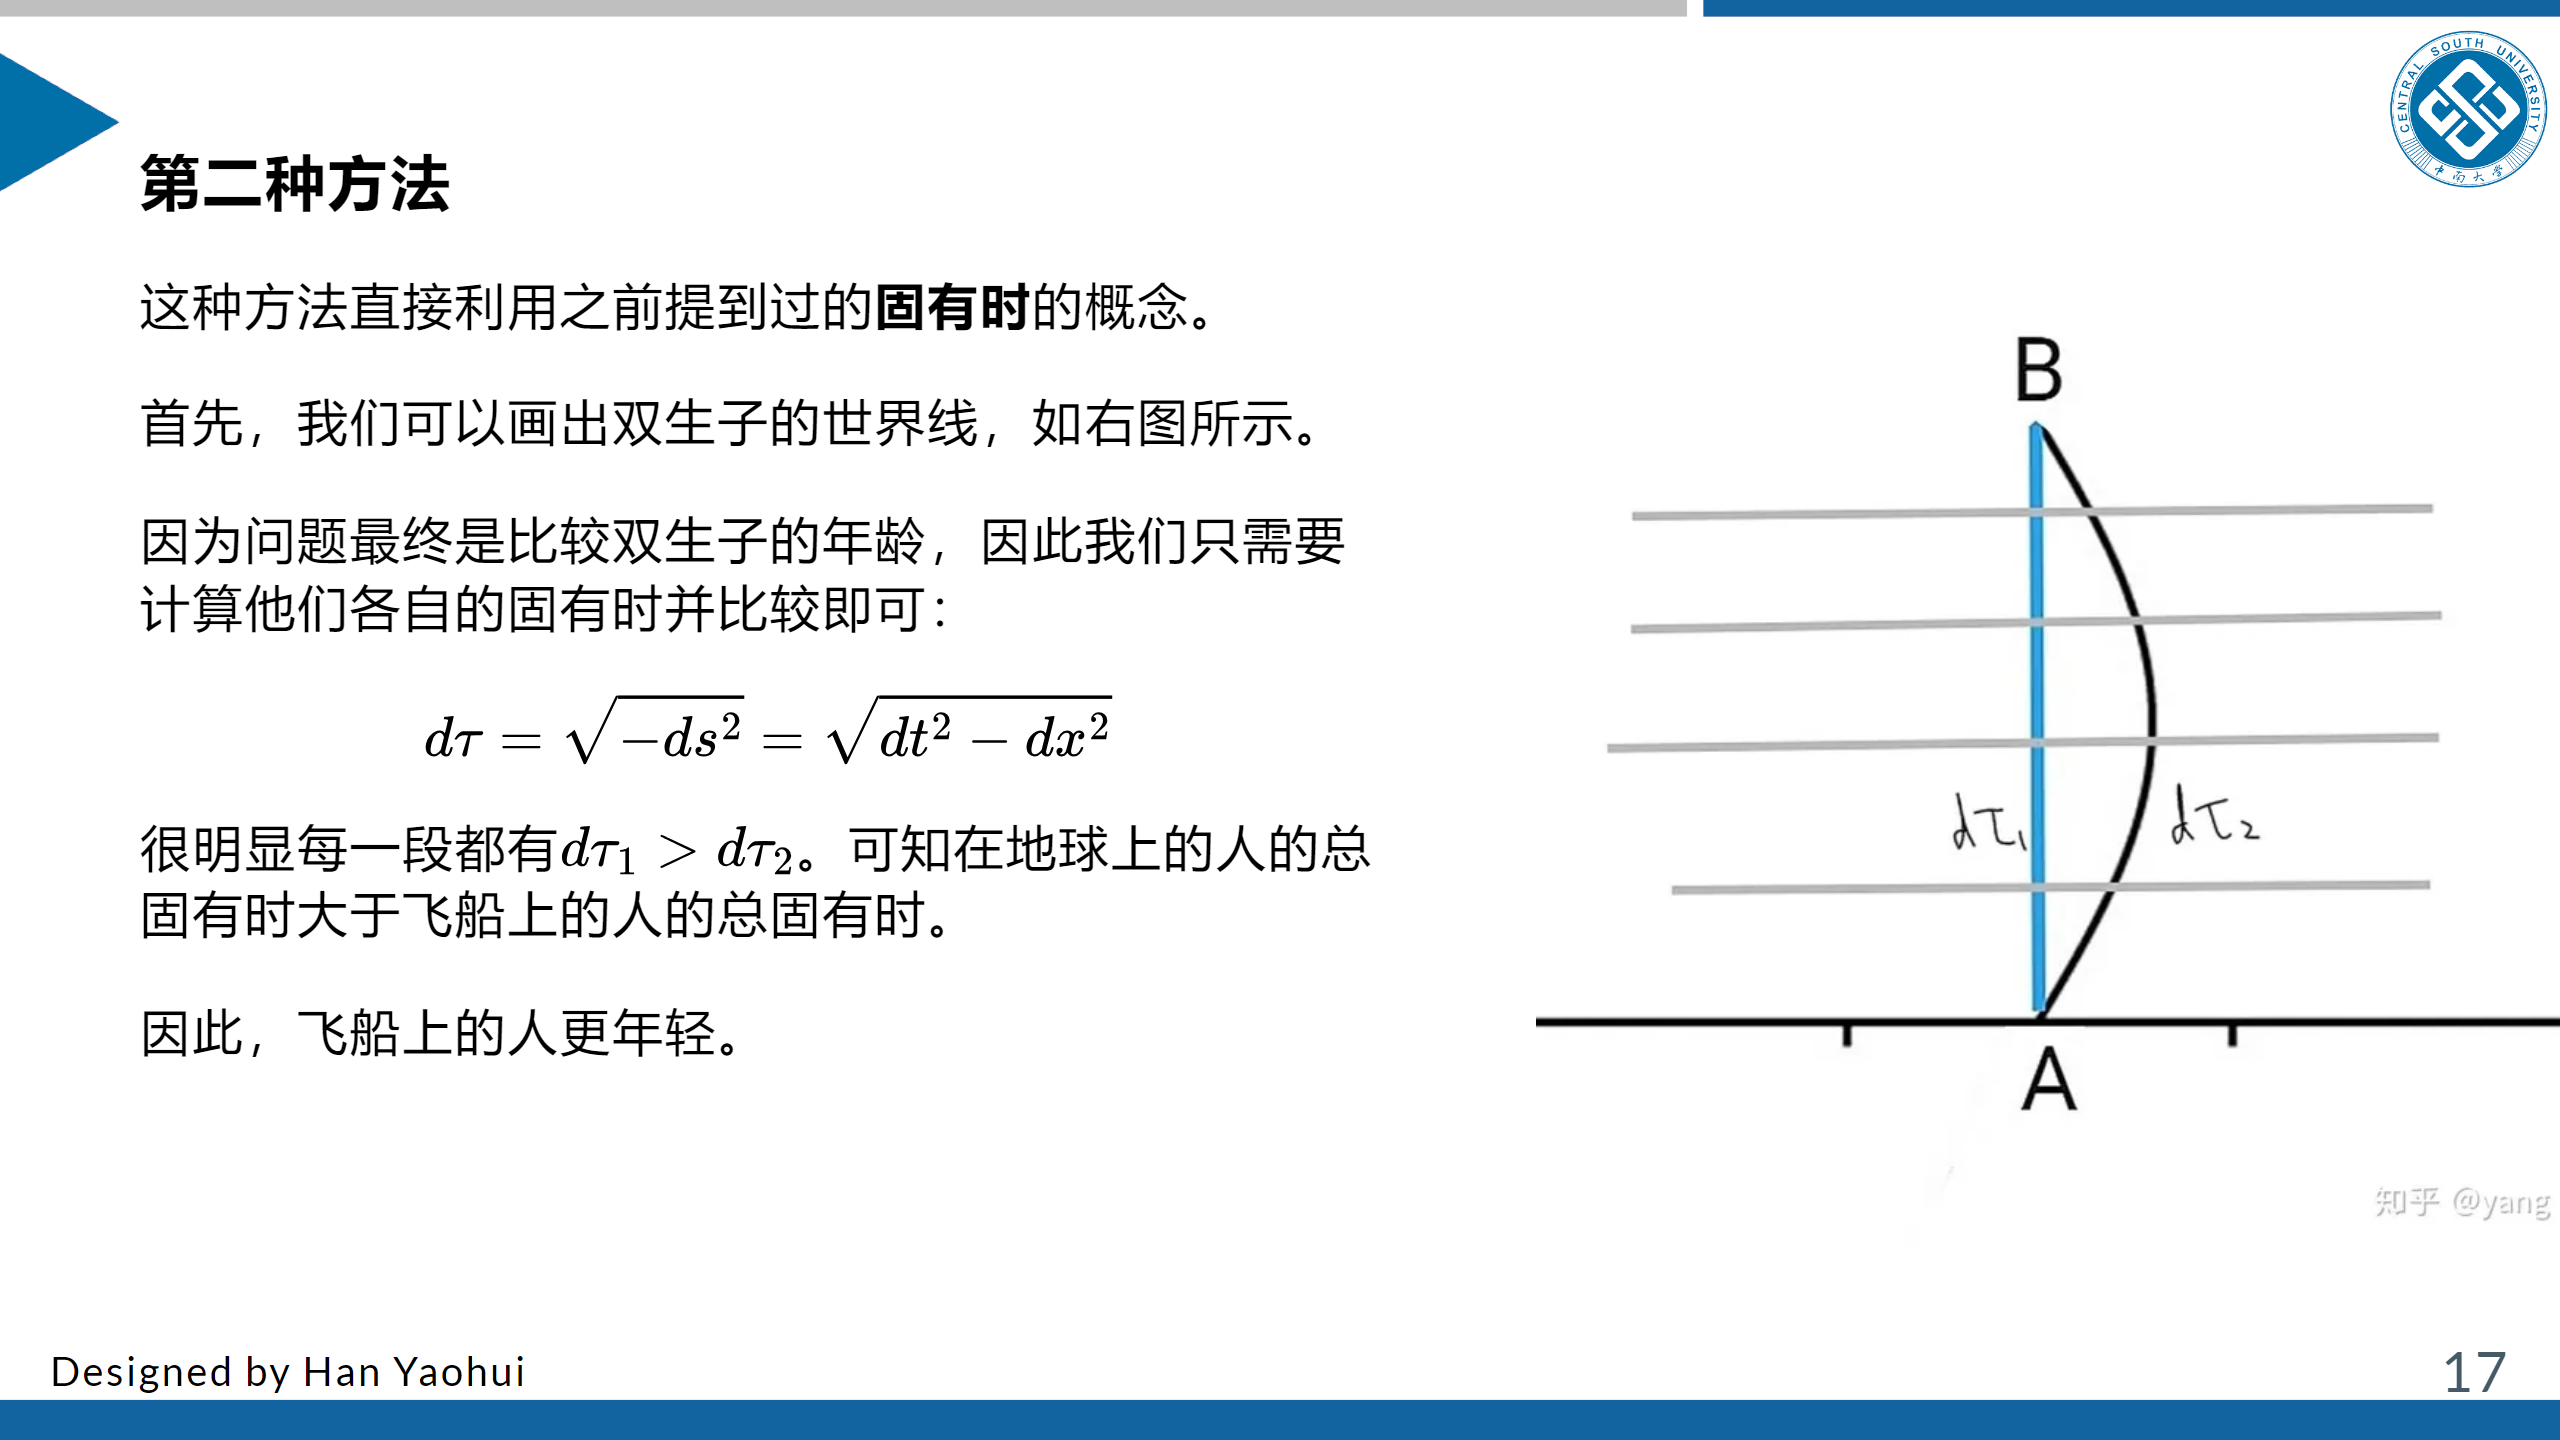 CENTRAL SOUTH UNIVERSITY
中南大学
第二种方法
这种方法直接利用之前提到过的固有时的概念。
首先，我们可以画出双生子的世界线，如右图所示。
因为问题最终是比较双生子的年龄，因此我们只需要
计算他们各自的固有时并比较即可：
dτ = √(−ds²) = √(dt² − dx²)
很明显每一段都有dτ₁ > dτ₂。可知在地球上的人的总
固有时大于飞船上的人的总固有时。
因此，飞船上的人更年轻。
B
dτ₁
dτ₂
A
知乎 @yang
Designed by Han Yaohui
17